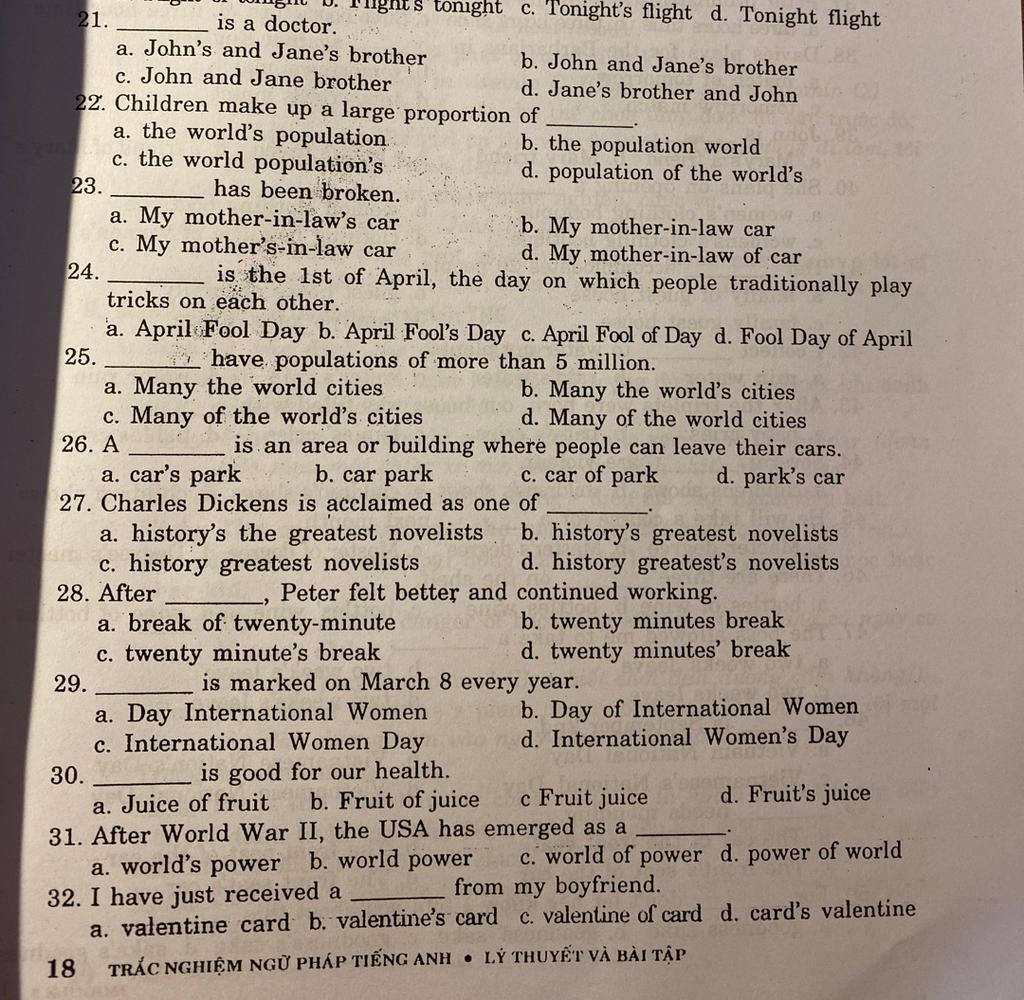 Flight's tonight c. Tonight's flight d. Tonight flight
21. ________ is a doctor.
a. John's and Jane's brother b. John and Jane's brother
c. John and Jane brother d. Jane's brother and John
22. Children make up a large proportion of ________.
a. the world's population b. the population world
c. the world population's d. population of the world's
23. ________ has been broken.
a. My mother-in-law's car b. My mother-in-law car
c. My mother's-in-law car d. My mother-in-law of car
24. ________ is the 1st of April, the day on which people traditionally play
tricks on each other.
a. April Fool Day b. April Fool's Day c. April Fool of Day d. Fool Day of April
25. ________ have populations of more than 5 million.
a. Many the world cities b. Many the world's cities
c. Many of the world's cities d. Many of the world cities
26. A ________ is an area or building where people can leave their cars.
a. car's park b. car park c. car of park d. park's car
27. Charles Dickens is acclaimed as one of ________.
a. history's the greatest novelists b. history's greatest novelists
c. history greatest novelists d. history greatest's novelists
28. After ________, Peter felt better and continued working.
a. break of twenty-minute b. twenty minutes break
c. twenty minute's break d. twenty minutes' break
29. ________ is marked on March 8 every year.
a. Day International Women b. Day of International Women
c. International Women Day d. International Women's Day
30. ________ is good for our health.
a. Juice of fruit b. Fruit of juice c Fruit juice d. Fruit's juice
31. After World War II, the USA has emerged as a ________.
a. world's power b. world power c. world of power d. power of world
32. I have just received a ________ from my boyfriend.
a. valentine card b. valentine's card c. valentine of card d. card's valentine
18 TRẮC NGHIỆM NGỮ PHÁP TIẾNG ANH • LÝ THUYẾT VÀ BÀI TẬP